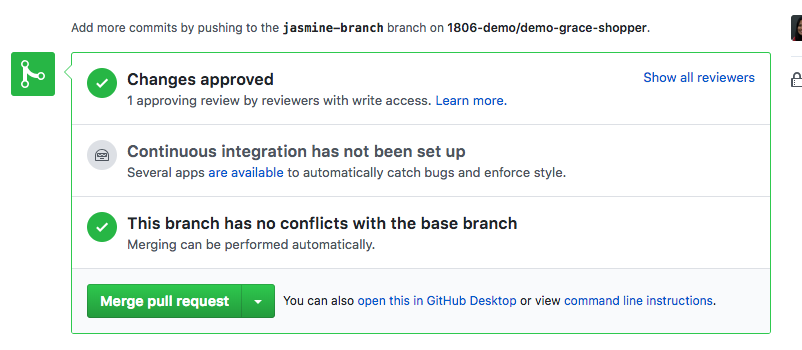 Add more commits by pushing to the jasmine-branch branch on 1806-demo/demo-grace-shopper.
Changes approved
Show all reviewers
1 approving review by reviewers with write access. Learn more.
Continuous integration has not been set up
Several apps are available to automatically catch bugs and enforce style.
This branch has no conflicts with the base branch
Merging can be performed automatically.
Merge pull request
You can also open this in GitHub Desktop or view command line instructions.